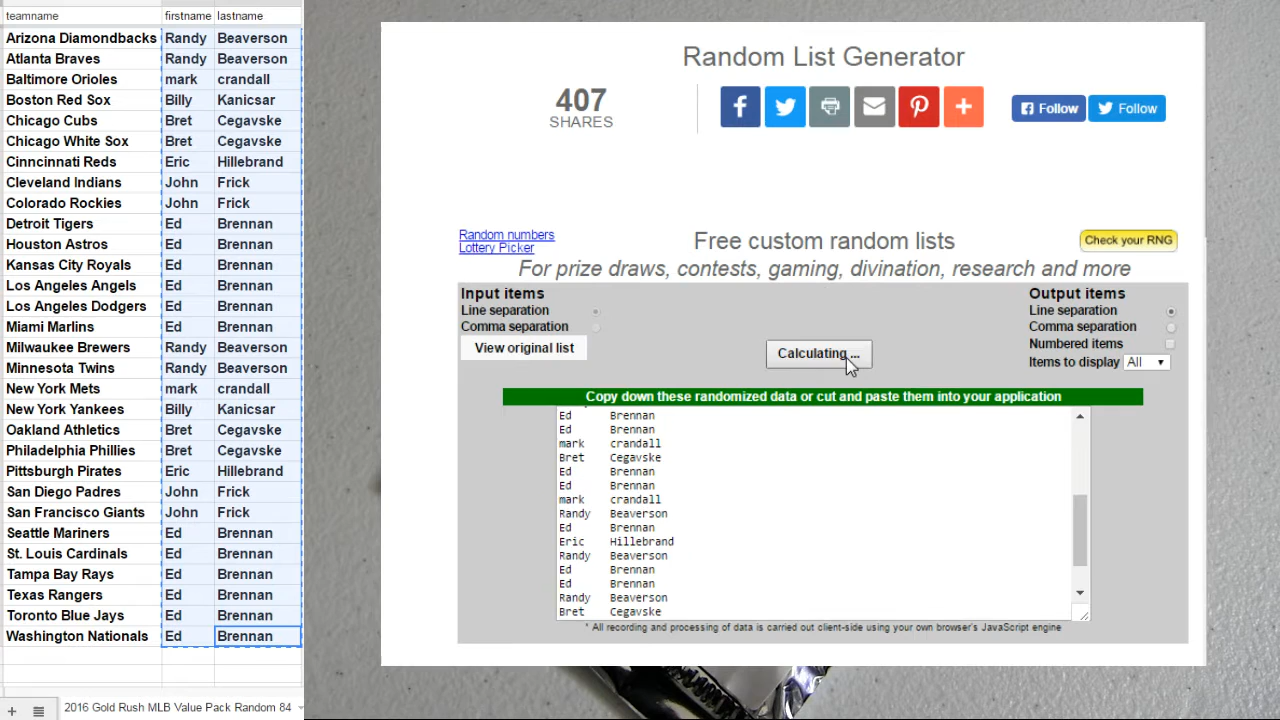 teamname firstname lastname
Arizona Diamondbacks Randy Beaverson
Atlanta Braves Randy Beaverson
Baltimore Orioles mark crandall
Boston Red Sox Billy Kanicsar
Chicago Cubs Bret Cegavske
Chicago White Sox Bret Cegavske
Cinncinnati Reds Eric Hillebrand
Cleveland Indians John Frick
Colorado Rockies John Frick
Detroit Tigers Ed Brennan
Houston Astros Ed Brennan
Kansas City Royals Ed Brennan
Los Angeles Angels Ed Brennan
Los Angeles Dodgers Ed Brennan
Miami Marlins Ed Brennan
Milwaukee Brewers Randy Beaverson
Minnesota Twins Randy Beaverson
New York Mets mark crandall
New York Yankees Billy Kanicsar
Oakland Athletics Bret Cegavske
Philadelphia Phillies Bret Cegavske
Pittsburgh Pirates Eric Hillebrand
San Diego Padres John Frick
San Francisco Giants John Frick
Seattle Mariners Ed Brennan
St. Louis Cardinals Ed Brennan
Tampa Bay Rays Ed Brennan
Texas Rangers Ed Brennan
Toronto Blue Jays Ed Brennan
Washington Nationals Ed Brennan
2016 Gold Rush MLB Value Pack Random 84
Random List Generator
407
SHARES
Follow Follow
Random numbers
Lottery Picker
Free custom random lists
Check your RNG
For prize draws, contests, gaming, divination, research and more
Input items
Line separation
Comma separation
View original list
Calculating ...
Output items
Line separation
Comma separation
Numbered items
Items to display All
Copy down these randomized data or cut and paste them into your application
Ed Brennan
Ed Brennan
mark crandall
Bret Cegavske
Ed Brennan
Ed Brennan
mark crandall
Randy Beaverson
Ed Brennan
Eric Hillebrand
Randy Beaverson
Ed Brennan
Ed Brennan
Randy Beaverson
Bret Cegavske
* All recording and processing of data is carried out client-side using your own browser's JavaScript engine